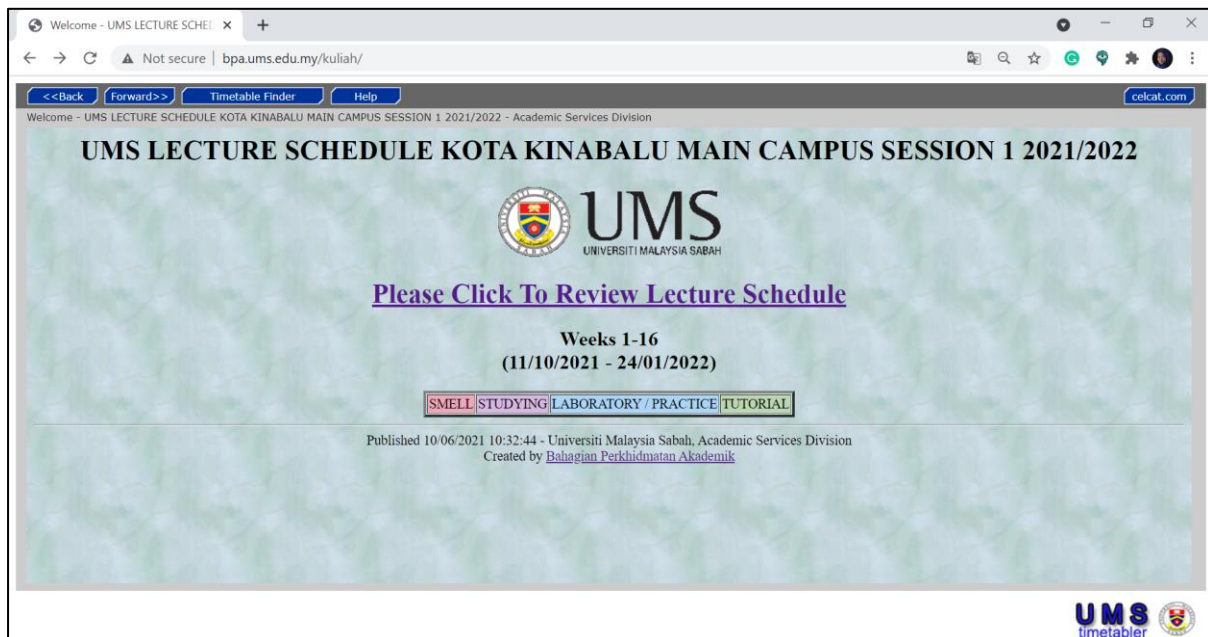 Welcome - UMS LECTURE SCHED
Not secure | bpa.ums.edu.my/kuliah/
<<Back Forward>> Timetable Finder Help celcat.com
Welcome - UMS LECTURE SCHEDULE KOTA KINABALU MAIN CAMPUS SESSION 1 2021/2022 - Academic Services Division
UMS LECTURE SCHEDULE KOTA KINABALU MAIN CAMPUS SESSION 1 2021/2022
UMS
UNIVERSITI MALAYSIA SABAH
Please Click To Review Lecture Schedule
Weeks 1-16
(11/10/2021 - 24/01/2022)
SMELL STUDYING LABORATORY / PRACTICE TUTORIAL
Published 10/06/2021 10:32:44 - Universiti Malaysia Sabah, Academic Services Division
Created by Bahagian Perkhidmatan Akademik
UMS
timetabler